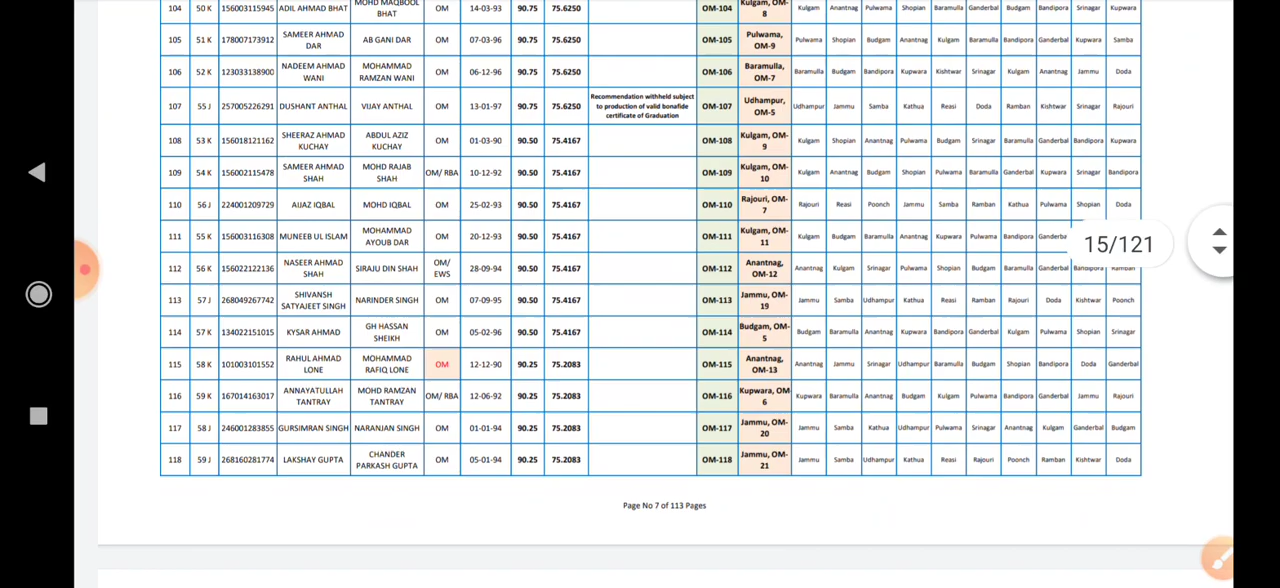 104 50 K 156003115945 ADIL AHMAD BHAT MOHD MAQBOOL BHAT OM 14-03-93 90.75 75.6250 OM-104 Kulgam, OM-8 Kulgam Anantnag Pulwama Shopian Baramulla Ganderbal Budgam Bandipora Srinagar Kupwara
105 51 K 178007173912 SAMEER AHMAD DAR AB GANI DAR OM 07-03-96 90.75 75.6250 OM-105 Pulwama, OM-9 Pulwama Shopian Budgam Anantnag Kulgam Baramulla Bandipora Ganderbal Kupwara Samba
106 52 K 123033138900 NADEEM AHMAD WANI MOHAMMAD RAMZAN WANI OM 06-12-96 90.75 75.6250 OM-106 Baramulla, OM-7 Baramulla Budgam Bandipora Kupwara Kishtwar Srinagar Kulgam Anantnag Jammu Doda
107 55 J 257005226291 DUSHANT ANTHAL VIJAY ANTHAL OM 13-01-97 90.75 75.6250 Recommendation withheld subject to production of valid bonafide certificate of Graduation OM-107 Udhampur, OM-5 Udhampur Jammu Samba Kathua Reasi Doda Ramban Kishtwar Srinagar Rajouri
108 53 K 156018121162 SHEERAZ AHMAD KUCHAY ABDUL AZIZ KUCHAY OM 01-03-90 90.50 75.4167 OM-108 Kulgam, OM-9 Kulgam Shopian Anantnag Pulwama Budgam Srinagar Baramulla Ganderbal Bandipora Kupwara
109 54 K 156002115478 SAMEER AHMAD SHAH MOHD RAJAB SHAH OM/ RBA 10-12-92 90.50 75.4167 OM-109 Kulgam, OM-10 Kulgam Anantnag Budgam Shopian Pulwama Baramulla Ganderbal Kupwara Srinagar Bandipora
110 56 J 224001209729 AIJAZ IQBAL MOHD IQBAL OM 25-02-93 90.50 75.4167 OM-110 Rajouri, OM-7 Rajouri Reasi Poonch Jammu Samba Ramban Kathua Pulwama Shopian Doda
111 55 K 156003116308 MUNEEB UL ISLAM MOHAMMAD AYOUB DAR OM 20-12-93 90.50 75.4167 OM-111 Kulgam, OM-11 Kulgam Budgam Baramulla Anantnag Kupwara Pulwama Bandipora Ganderba
15/121
112 56 K 156022122136 NASEER AHMAD SHAH SIRAJU DIN SHAH OM/ EWS 28-09-94 90.50 75.4167 OM-112 Anantnag, OM-12 Anantnag Kulgam Srinagar Pulwama Shopian Budgam Baramulla Ganderbal Bandipora Ramban
113 57 J 268049267742 SHIVANSH SATYAJEET SINGH NARINDER SINGH OM 07-09-95 90.50 75.4167 OM-113 Jammu, OM-19 Jammu Samba Udhampur Kathua Reasi Ramban Rajouri Doda Kishtwar Poonch
114 57 K 134022151015 KYSAR AHMAD GH HASSAN SHEIKH OM 05-02-96 90.50 75.4167 OM-114 Budgam, OM-5 Budgam Baramulla Anantnag Kupwara Bandipora Ganderbal Kulgam Pulwama Shopian Srinagar
115 58 K 101003101552 RAHUL AHMAD LONE MOHAMMAD RAFIQ LONE OM 12-12-90 90.25 75.2083 OM-115 Anantnag, OM-13 Anantnag Jammu Srinagar Udhampur Baramulla Budgam Shopian Bandipora Doda Ganderbal
116 59 K 167014163017 ANNAYATULLAH TANTRAY MOHD RAMZAN TANTRAY OM/ RBA 12-06-92 90.25 75.2083 OM-116 Kupwara, OM-6 Kupwara Baramulla Anantnag Budgam Kulgam Pulwama Bandipora Ganderbal Jammu Rajouri
117 58 J 246001283855 GURSIMRAN SINGH NARANJAN SINGH OM 01-01-94 90.25 75.2083 OM-117 Jammu, OM-20 Jammu Samba Kathua Udhampur Pulwama Srinagar Anantnag Kulgam Ganderbal Budgam
118 59 J 268160281774 LAKSHAY GUPTA CHANDER PARKASH GUPTA OM 05-01-94 90.25 75.2083 OM-118 Jammu, OM-21 Jammu Samba Udhampur Kathua Reasi Rajouri Poonch Ramban Kishtwar Doda
Page No 7 of 113 Pages